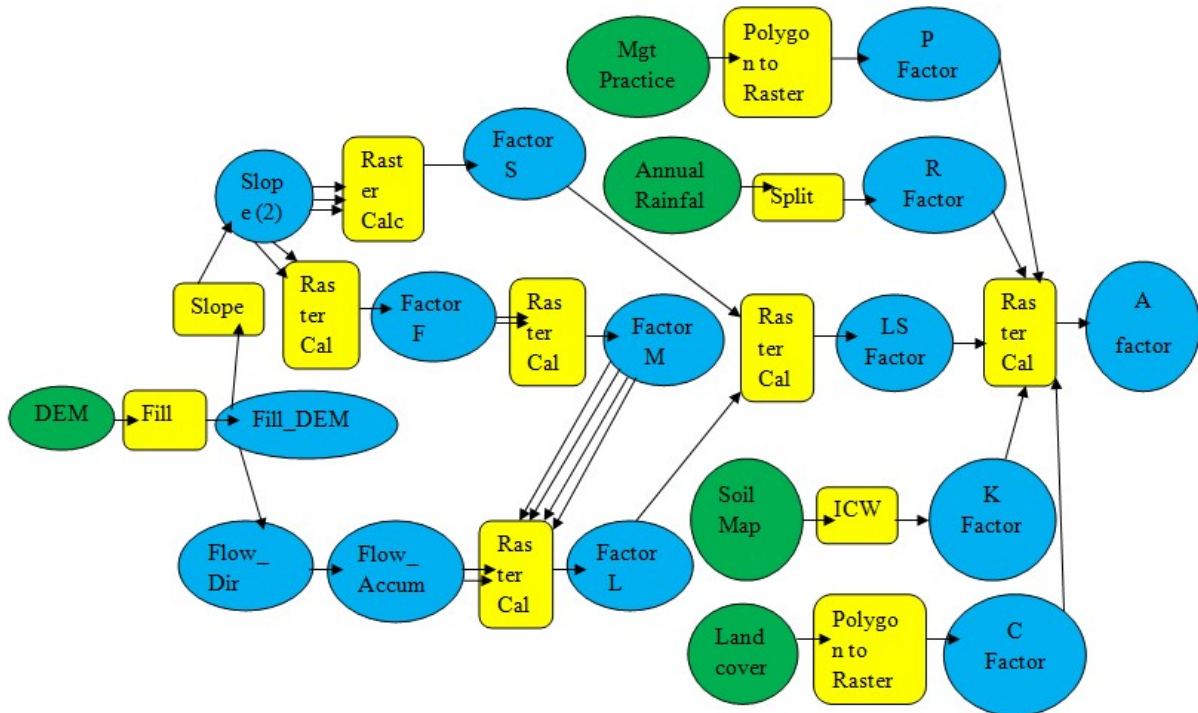 Mgt
Practice
Polygo
n to
Raster
P
Factor
Annual
Rainfal
Split
R
Factor
Slop
e (2)
Rast
er
Calc
Factor
S
Slope
Ras
ter
Cal
Factor
F
Ras
ter
Cal
Factor
M
Ras
ter
Cal
LS
Factor
Ras
ter
Cal
A
factor
DEM
Fill
Fill_DEM
Flow_
Dir
Flow_
Accum
Ras
ter
Cal
Factor
L
Soil
Map
ICW
K
Factor
Land
cover
Polygo
n to
Raster
C
Factor